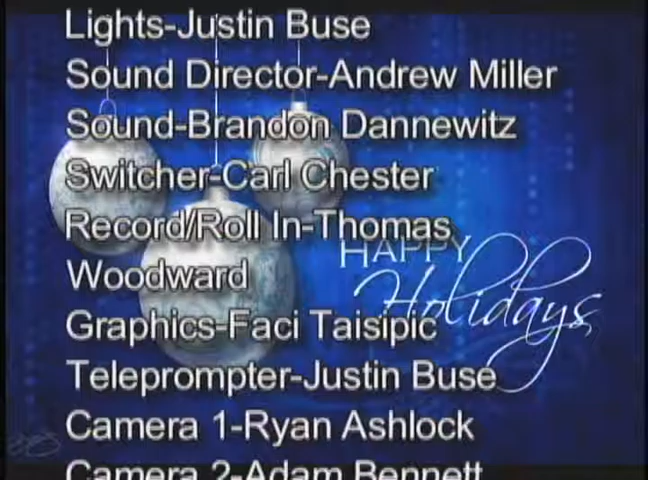 Lights-Justin Buse
Sound Director-Andrew Miller
Sound-Brandon Dannewitz
Switcher-Carl Chester
Record/Roll In-Thomas
Woodward
HAPPY
Holidays
Graphics-Faci Taisipic
Teleprompter-Justin Buse
Camera 1-Ryan Ashlock
Camera 2-Adam Bennett